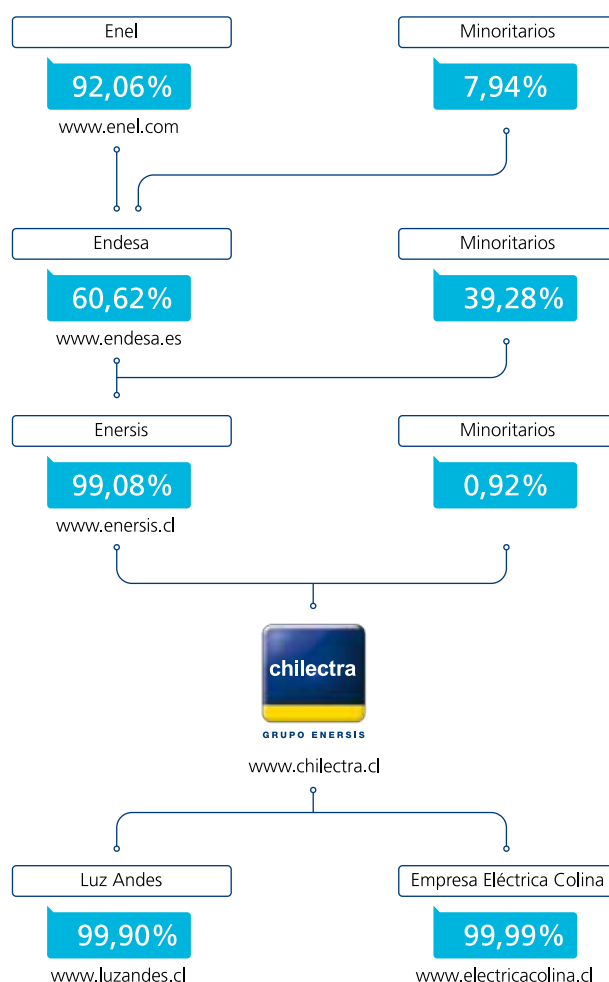 Enel
Minoritarios
92,06%
7,94%
www.enel.com
Endesa
Minoritarios
60,62%
39,28%
www.endesa.es
Enersis
Minoritarios
99,08%
0,92%
www.enersis.cl
chilectra
GRUPO ENERSIS
www.chilectra.cl
Luz Andes
Empresa Eléctrica Colina
99,90%
99,99%
www.luzandes.cl
www.electricacolina.cl